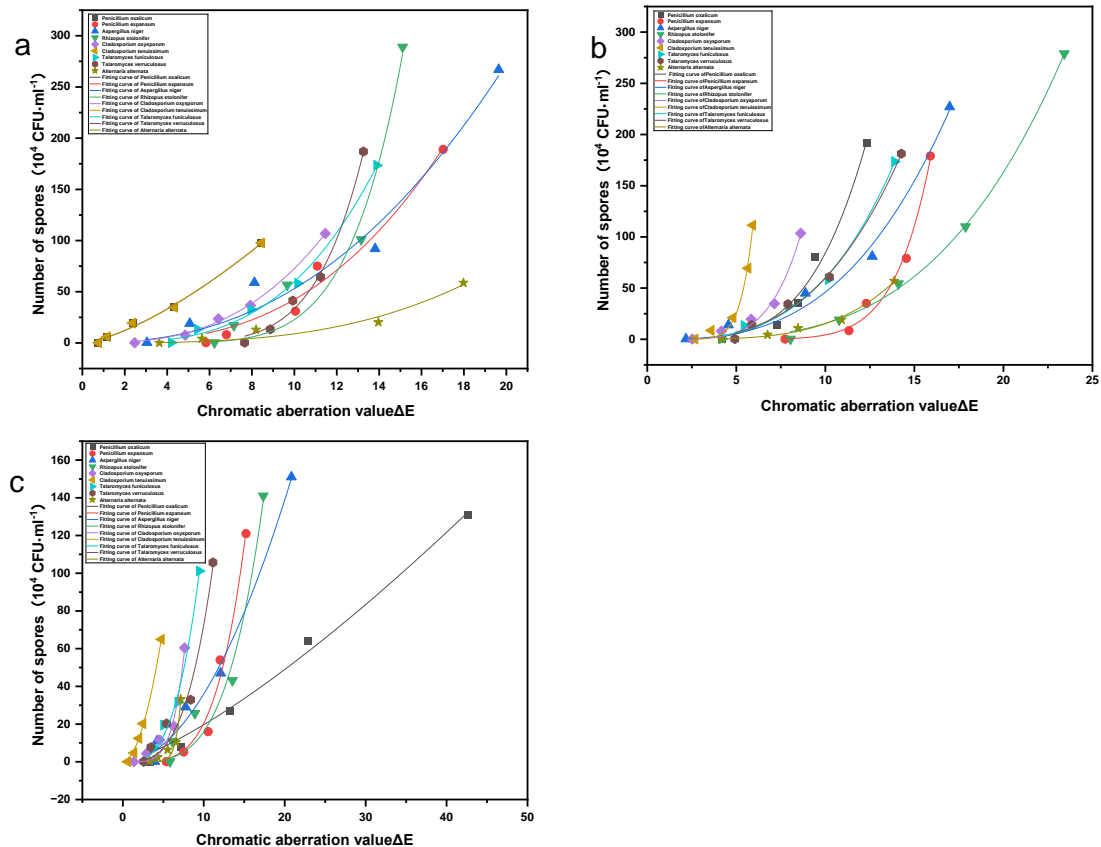 a
Penicillium oxalicum
Penicillium expansum
Aspergillus niger
Rhizopus stolonifer
Cladosporium oxysporum
Cladosporium tenuissimum
Talaromyces funiculosus
Talaromyces verruculosus
Alternaria alternata
Fitting curve of Penicillium oxalicum
Fitting curve of Penicillium expansum
Fitting curve of Aspergillus niger
Fitting curve of Rhizopus stolonifer
Fitting curve of Cladosporium oxysporum
Fitting curve of Cladosporium tenuissimum
Fitting curve of Talaromyces funiculosus
Fitting curve of Talaromyces verruculosus
Fitting curve of Alternaria alternata
300
250
200
150
100
50
0
Number of spores (10⁴ CFU·ml⁻¹)
0 2 4 6 8 10 12 14 16 18 20
Chromatic aberration valueΔE
b
Penicillium oxalicum
Penicillium expansum
Aspergillus niger
Rhizopus stolonifer
Cladosporium oxysporum
Cladosporium tenuissimum
Talaromyces funiculosus
Talaromyces verruculosus
Alternaria alternata
Fitting curve ofPenicillium oxalicum
Fitting curve ofPenicillium expansum
Fitting curve ofAspergillus niger
Fitting curve ofRhizopus stolonifer
Fitting curve ofCladosporium oxysporum
Fitting curve ofCladosporium tenuissimum
Fitting curve ofTalaromyces funiculosus
Fitting curve ofTalaromyces verruculosus
Fitting curve ofAlternaria alternata
300
250
200
150
100
50
0
Number of spores (10⁴ CFU·ml⁻¹)
0 5 10 15 20 25
Chromatic aberration valueΔE
c
Penicillium oxalicum
Penicillium expansum
Aspergillus niger
Rhizopus stolonifer
Cladosporium oxysporum
Cladosporium tenuissimum
Talaromyces funiculosus
Talaromyces verruculosus
Alternaria alternata
Fitting curve of Penicillium oxalicum
Fitting curve of Penicillium expansum
Fitting curve of Aspergillus niger
Fitting curve of Rhizopus stolonifer
Fitting curve of Cladosporium oxysporum
Fitting curve of Cladosporium tenuissimum
Fitting curve of Talaromyces funiculosus
Fitting curve of Talaromyces verruculosus
Fitting curve of Alternaria alternata
160
140
120
100
80
60
40
20
0
−20
Number of spores (10⁴ CFU·ml⁻¹)
0 10 20 30 40 50
Chromatic aberration valueΔE